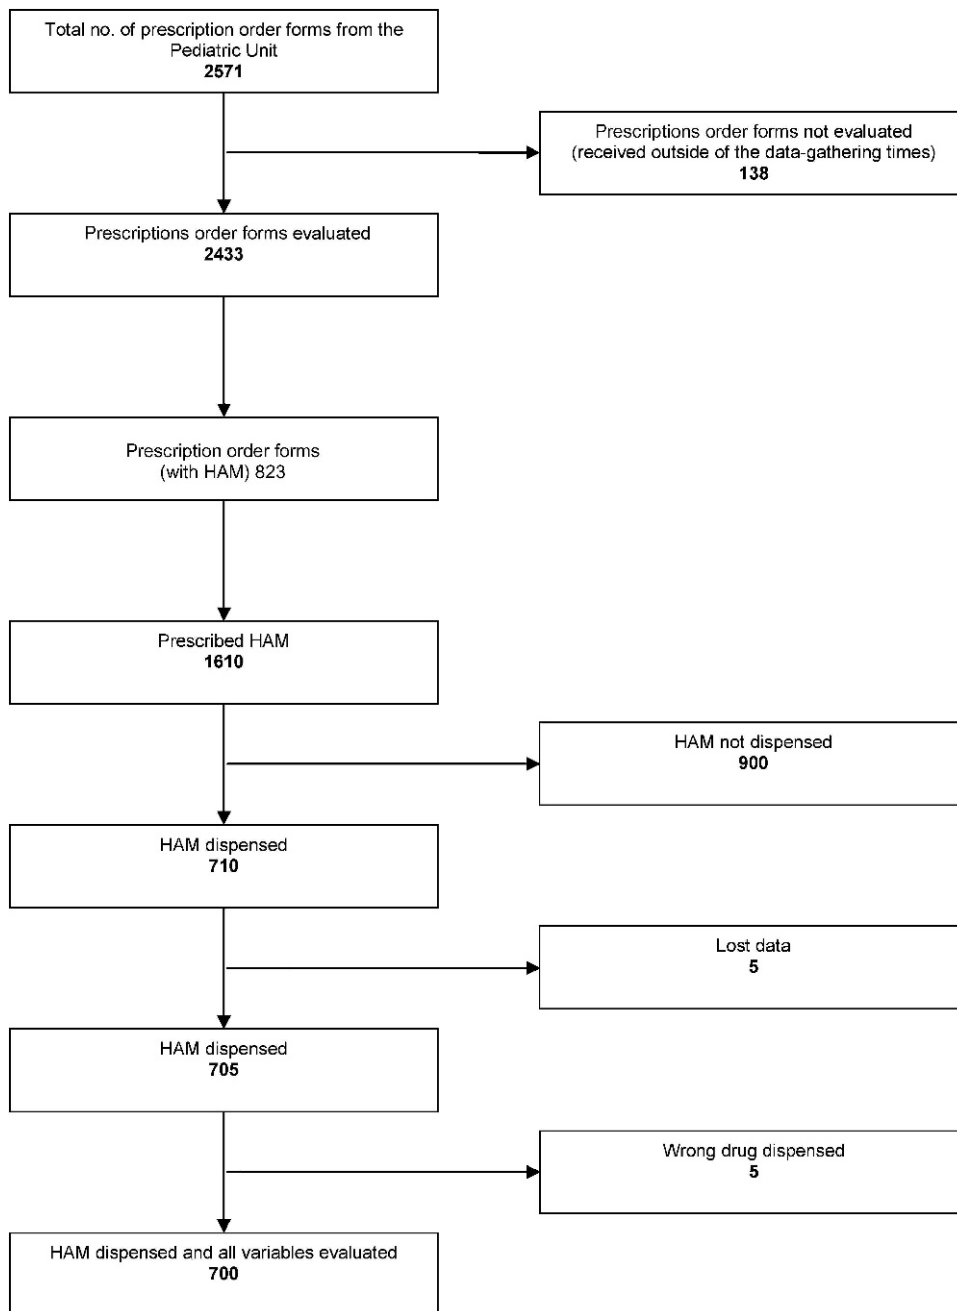 Total no. of prescription order forms from the
Pediatric Unit
2571
Prescriptions order forms not evaluated
(received outside of the data-gathering times)
138
Prescriptions order forms evaluated
2433
Prescription order forms
(with HAM) 823
Prescribed HAM
1610
HAM not dispensed
900
HAM dispensed
710
Lost data
5
HAM dispensed
705
Wrong drug dispensed
5
HAM dispensed and all variables evaluated
700